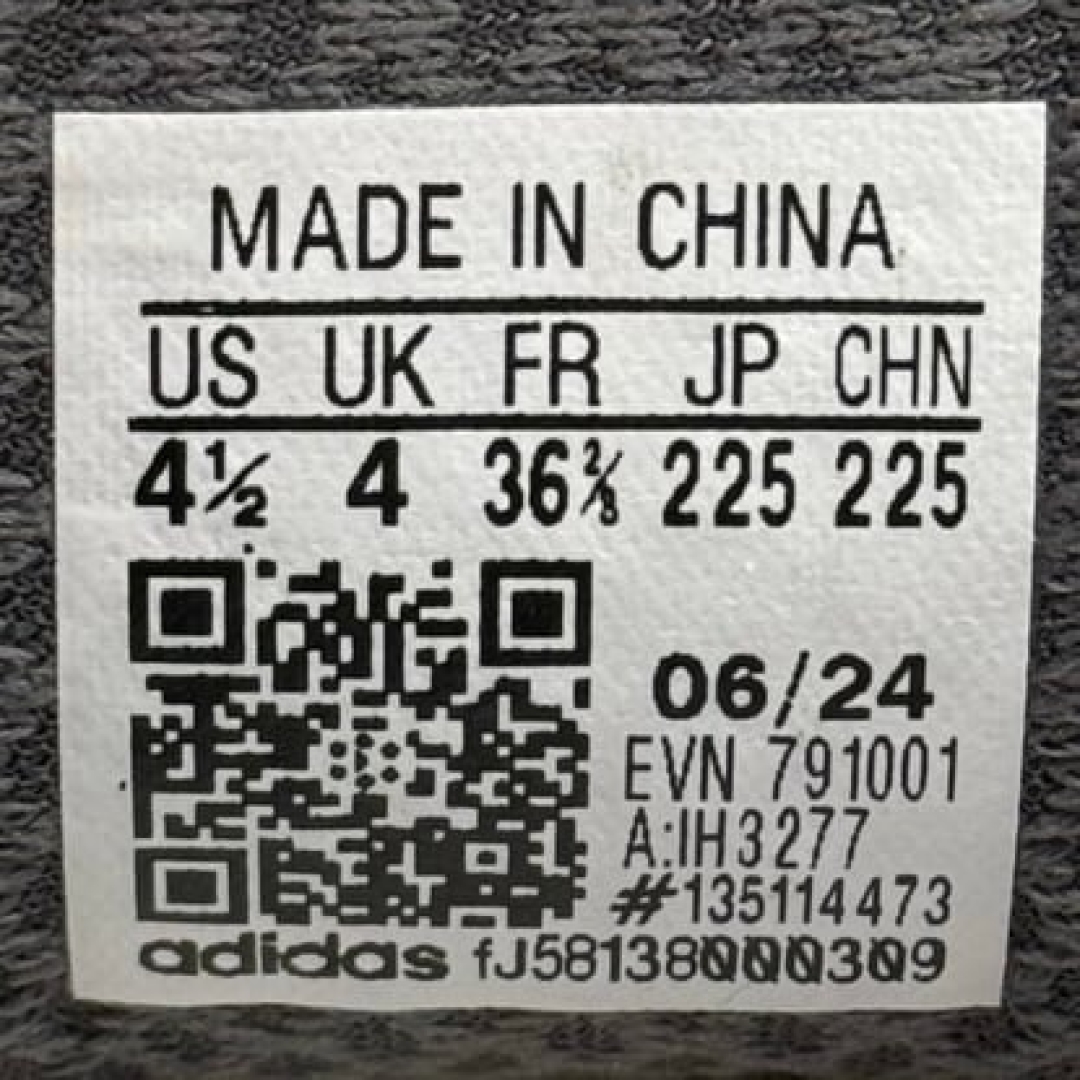 MADE IN CHINA
US UK FR JP CHN
4½ 4 36⅔ 225 225
06/24
EVN 791001
A:IH3277
#135114473
adidas fJ58138000309